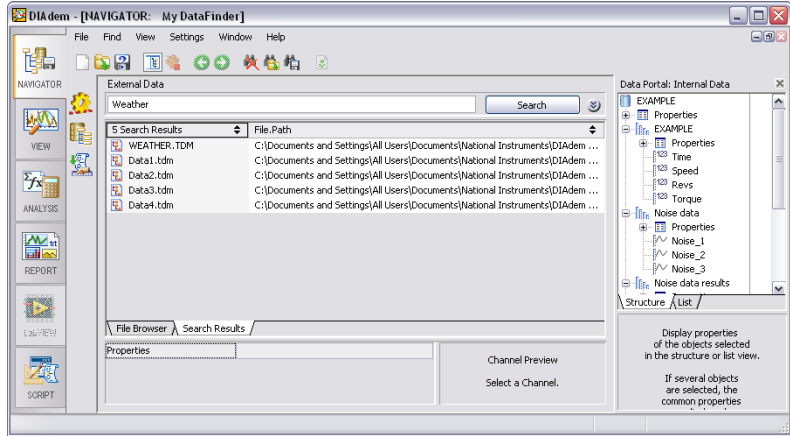 DIAdem - [NAVIGATOR: My DataFinder]
File Find View Settings Window Help
NAVIGATOR
VIEW
ANALYSIS
REPORT
LabVIEW
SCRIPT
External Data
Weather
Search
5 Search Results File.Path
WEATHER.TDM C:\Documents and Settings\All Users\Documents\National Instruments\DIAdem ...
Data1.tdm C:\Documents and Settings\All Users\Documents\National Instruments\DIAdem ...
Data2.tdm C:\Documents and Settings\All Users\Documents\National Instruments\DIAdem ...
Data3.tdm C:\Documents and Settings\All Users\Documents\National Instruments\DIAdem ...
Data4.tdm C:\Documents and Settings\All Users\Documents\National Instruments\DIAdem ...
File Browser Search Results
Properties
Channel Preview
Select a Channel.
Data Portal: Internal Data
EXAMPLE
Properties
EXAMPLE
Properties
123 Time
123 Speed
123 Revs
123 Torque
Noise data
Properties
Noise_1
Noise_2
Noise_3
Noise data results
Structure List
Display properties
of the objects selected
in the structure or list view.
If several objects
are selected, the
common properties